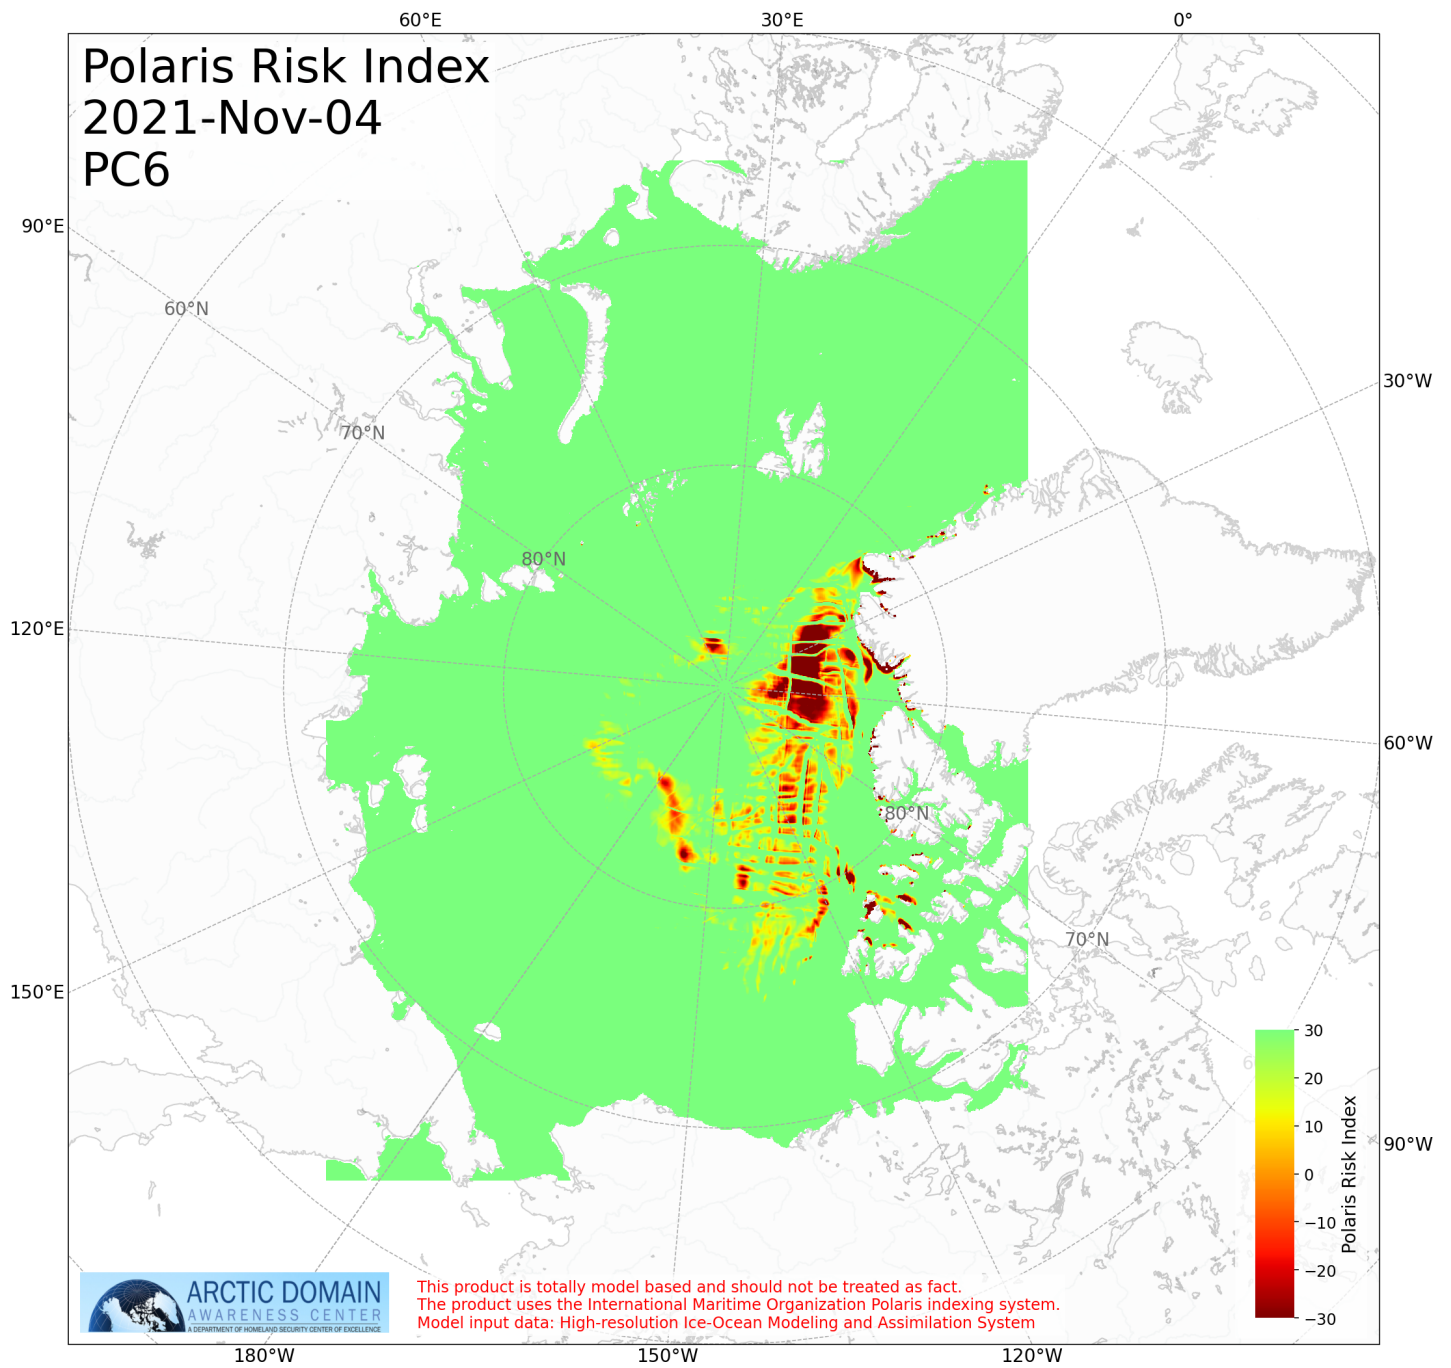 60°E
30°E
0°
Polaris Risk Index
2021-Nov-04
PC6
90°E
60°N
30°W
70°N
80°N
120°E
60°W
80°N
70°N
150°E
30
20
10
0
−10
−20
−30
Polaris Risk Index
90°W
ARCTIC DOMAIN
AWARENESS CENTER
A DEPARTMENT OF HOMELAND SECURITY CENTER OF EXCELLENCE
This product is totally model based and should not be treated as fact.
The product uses the International Maritime Organization Polaris indexing system.
Model input data: High-resolution Ice-Ocean Modeling and Assimilation System
180°W
150°W
120°W